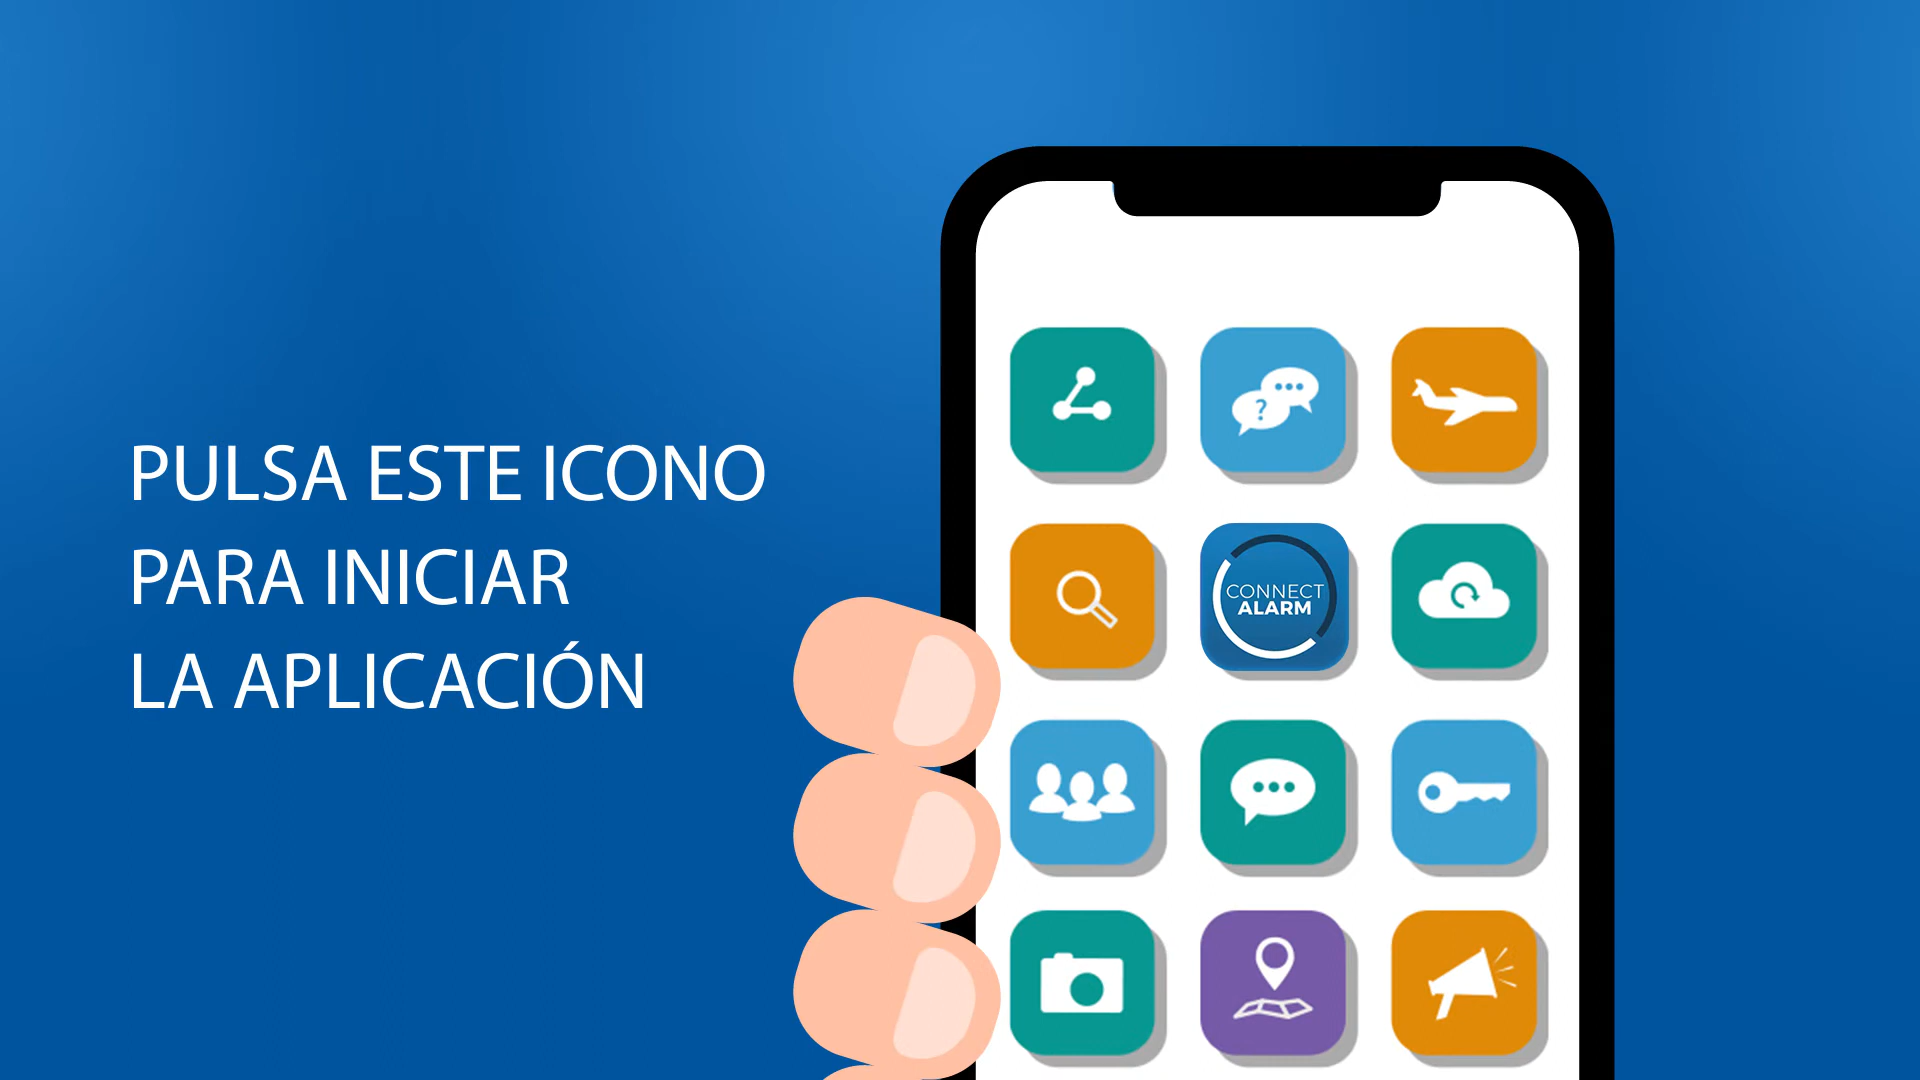 PULSA ESTE ICONO
PARA INICIAR
LA APLICACIÓN
?
CONNECT
ALARM